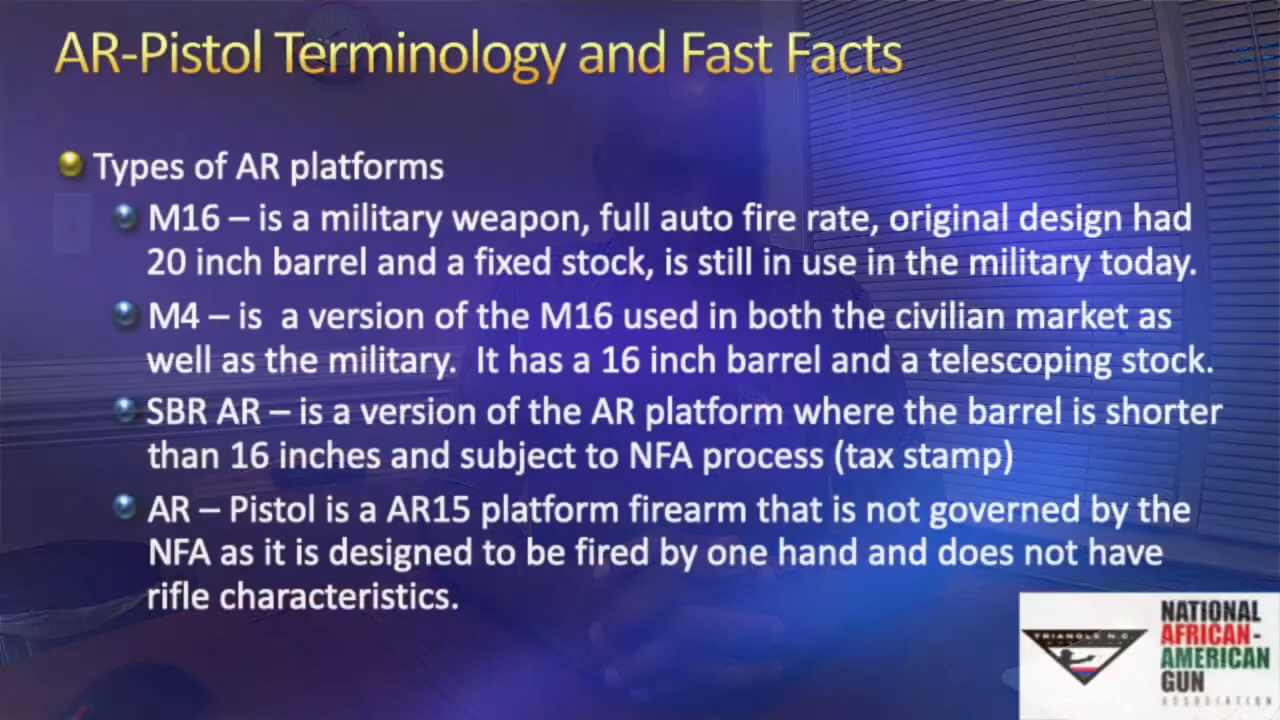 AR-Pistol Terminology and Fast Facts
Types of AR platforms
M16 – is a military weapon, full auto fire rate, original design had
20 inch barrel and a fixed stock, is still in use in the military today.
M4 – is  a version of the M16 used in both the civilian market as
well as the military.  It has a 16 inch barrel and a telescoping stock.
SBR AR – is a version of the AR platform where the barrel is shorter
than 16 inches and subject to NFA process (tax stamp)
AR – Pistol is a AR15 platform firearm that is not governed by the
NFA as it is designed to be fired by one hand and does not have
rifle characteristics.
TRIANGLE N.C.
NATIONAL
AFRICAN-
AMERICAN
GUN
ASSOCIATION